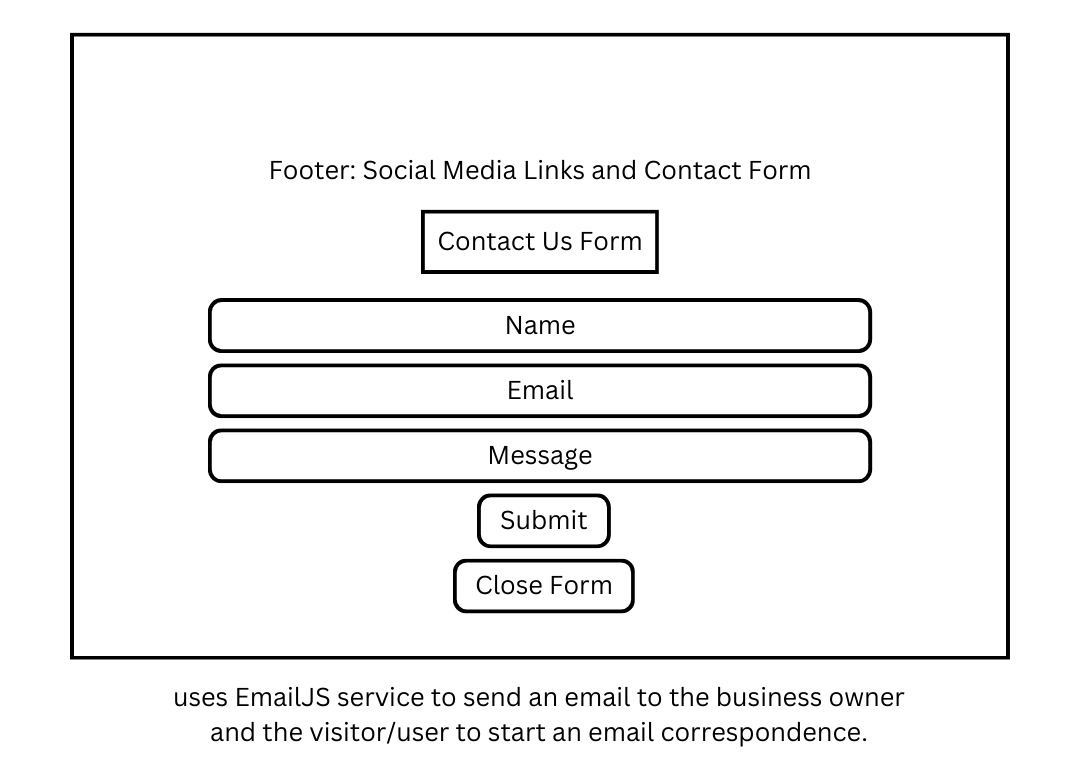 Footer: Social Media Links and Contact Form
Contact Us Form
Name
Email
Message
Submit
Close Form
uses EmailJS service to send an email to the business owner
and the visitor/user to start an email correspondence.